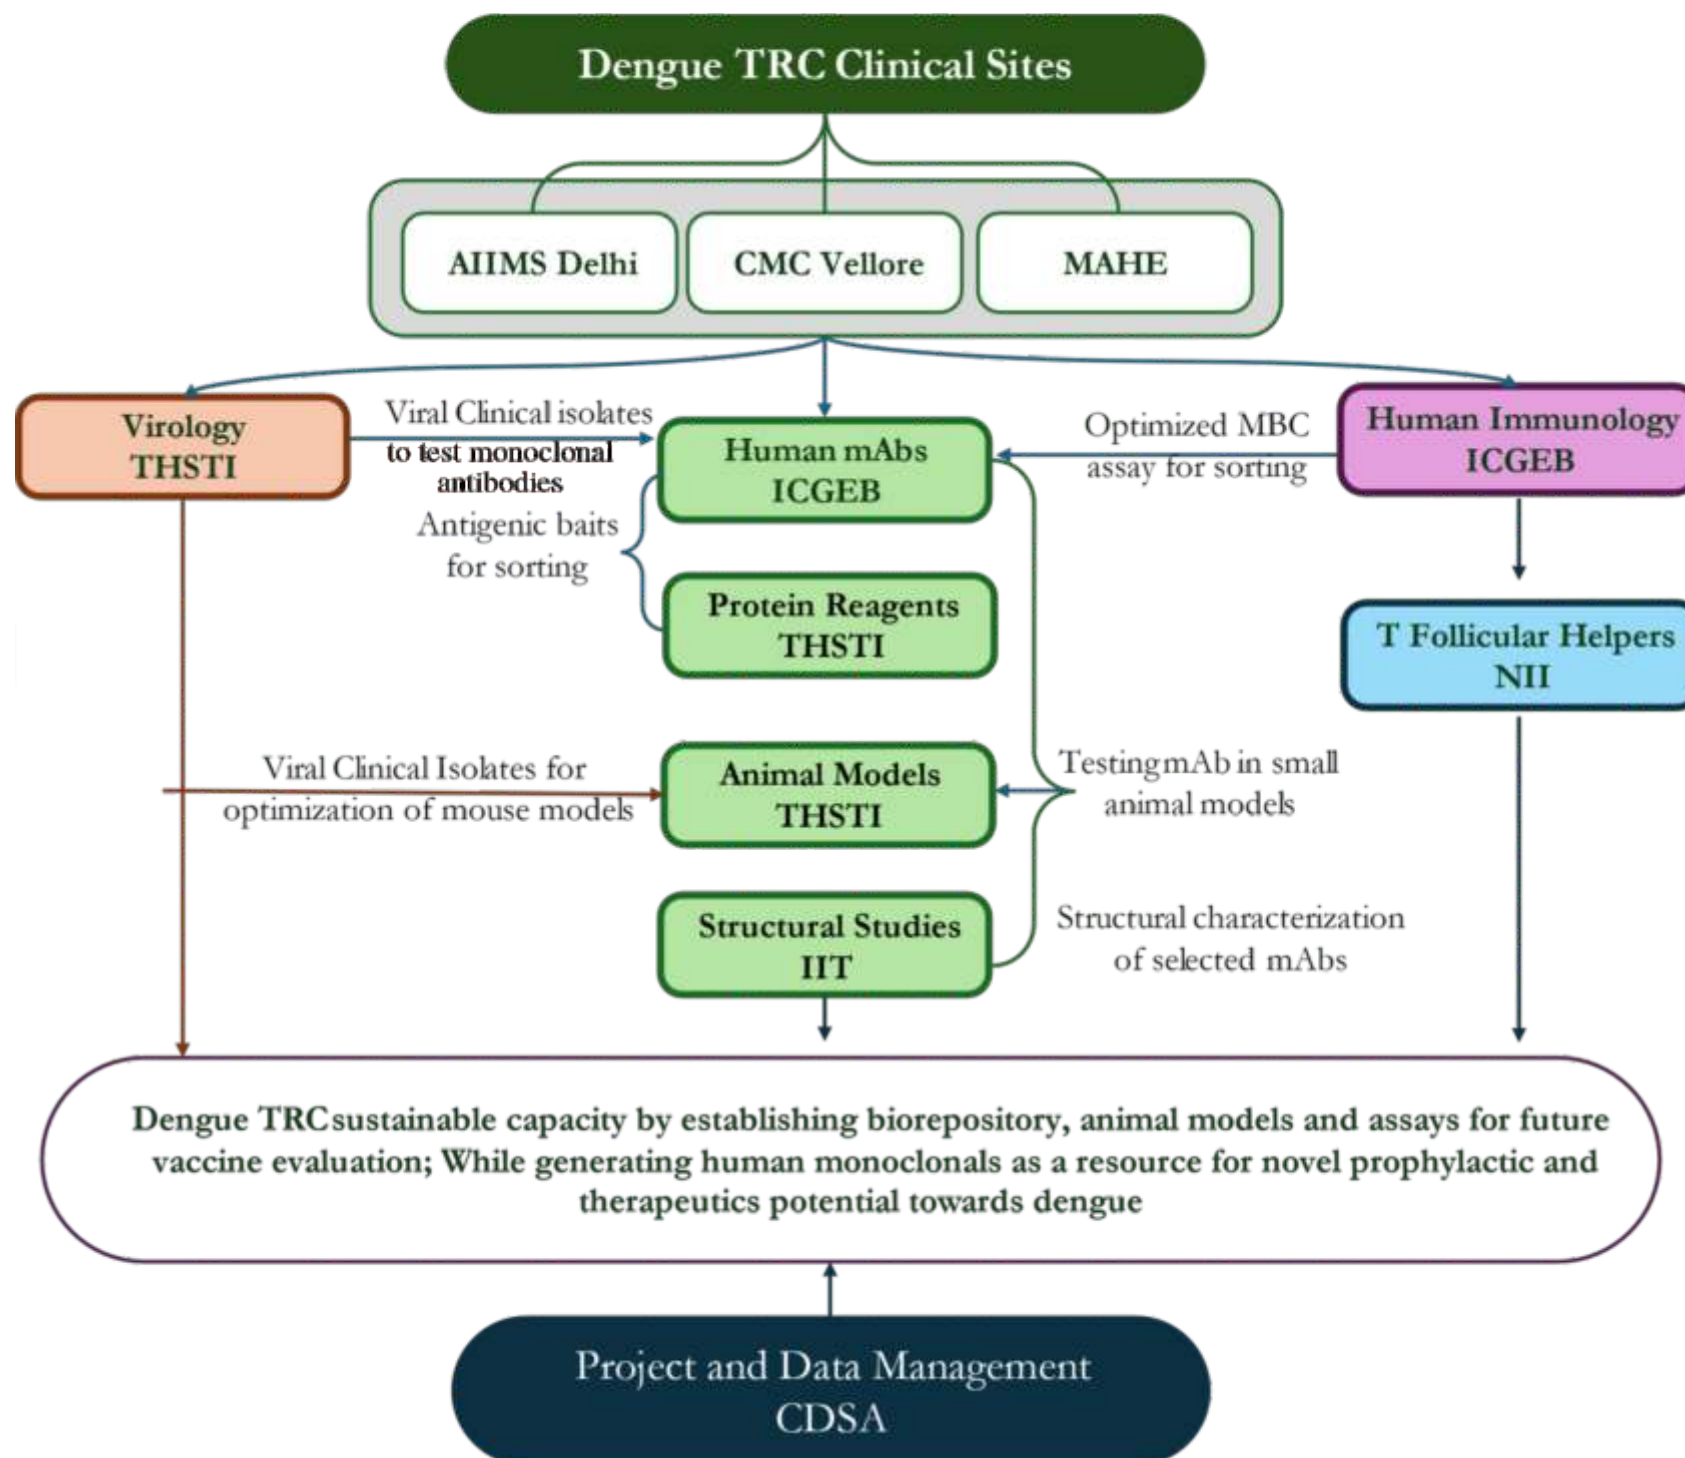 Dengue TRC Clinical Sites
AIIMS Delhi
CMC Vellore
MAHE
Virology
THSTI
Viral Clinical isolates
to test monoclonal
antibodies
Human mAbs
ICGEB
Optimized MBC
assay for sorting
Human Immunology
ICGEB
Antigenic baits
for sorting
Protein Reagents
THSTI
T Follicular Helpers
NII
Viral Clinical Isolates for
optimization of mouse models
Animal Models
THSTI
Testing mAb in small
animal models
Structural Studies
IIT
Structural characterization
of selected mAbs
Dengue TRC sustainable capacity by establishing biorepository, animal models and assays for future
vaccine evaluation; While generating human monoclonals as a resource for novel prophylactic and
therapeutics potential towards dengue
Project and Data Management
CDSA